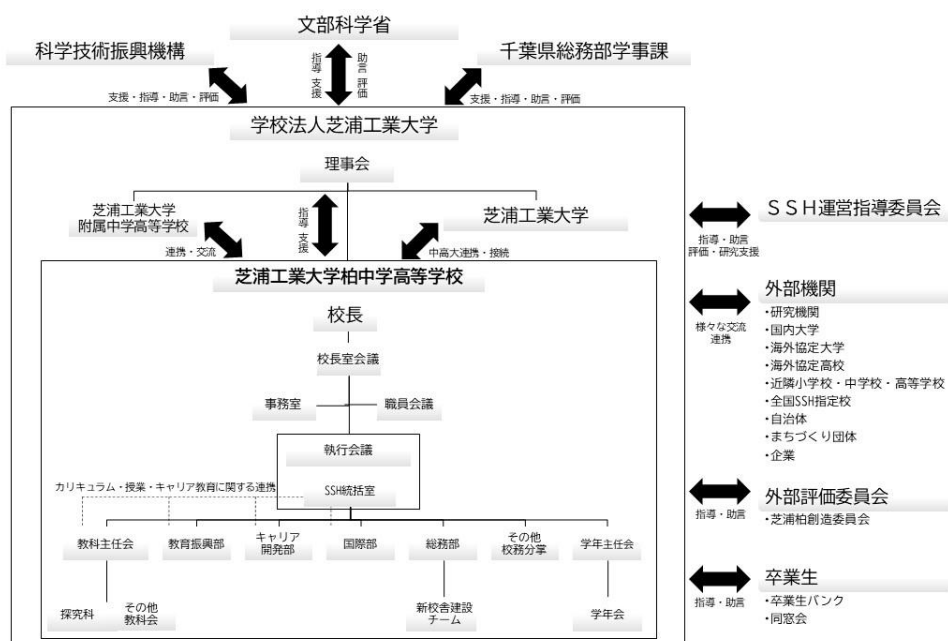 文部科学省
科学技術振興機構
千葉県総務部学事課
指導・支援
助言・評価
支援・指導・助言・評価
支援・指導・助言・評価
学校法人芝浦工業大学
理事会
芝浦工業大学
附属中学高等学校
指導・支援
芝浦工業大学
連携・交流
中高大連携・接続
芝浦工業大学柏中学高等学校
校長
校長室会議
事務室
職員会議
執行会議
カリキュラム・授業・キャリア教育に関する連携
SSH統括室
教科主任会
教育振興部
キャリア
開発部
国際部
総務部
その他
校務分掌
学年主任会
探究科
その他
教科会
新校舎建設
チーム
学年会
SSH運営指導委員会
指導・助言
評価・研究支援
外部機関
様々な交流
連携
・研究機関
・国内大学
・海外協定大学
・海外協定高校
・近隣小学校・中学校・高等学校
・全国SSH指定校
・自治体
・まちづくり団体
・企業
外部評価委員会
指導・助言
・芝浦柏創造委員会
卒業生
指導・助言
・卒業生バンク
・同窓会